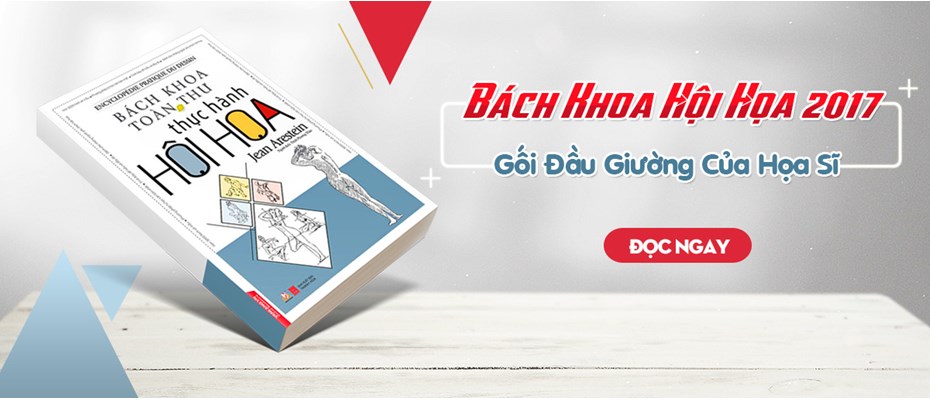 ENCYCLOPÉDIE PRATIQUE DU DESSIN
BÁCH KHOA
TOÀN THƯ
thực hành
HỘI HỌA
Jean Arestein
BÁCH KHOA HỘI HỌA 2017
Gối Đầu Giường Của Họa Sĩ
ĐỌC NGAY